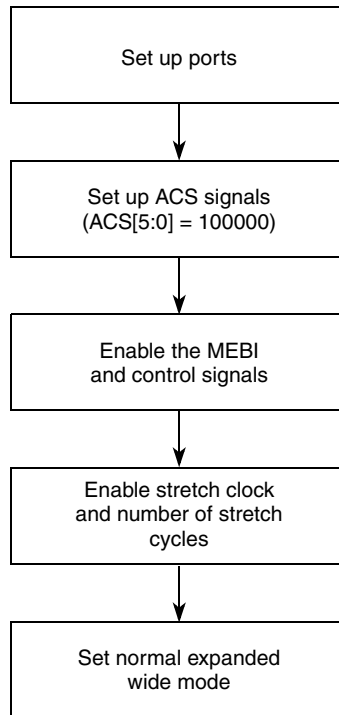 Set up ports
Set up ACS signals
(ACS[5:0] = 100000)
Enable the MEBI
and control signals
Enable stretch clock
and number of stretch
cycles
Set normal expanded
wide mode